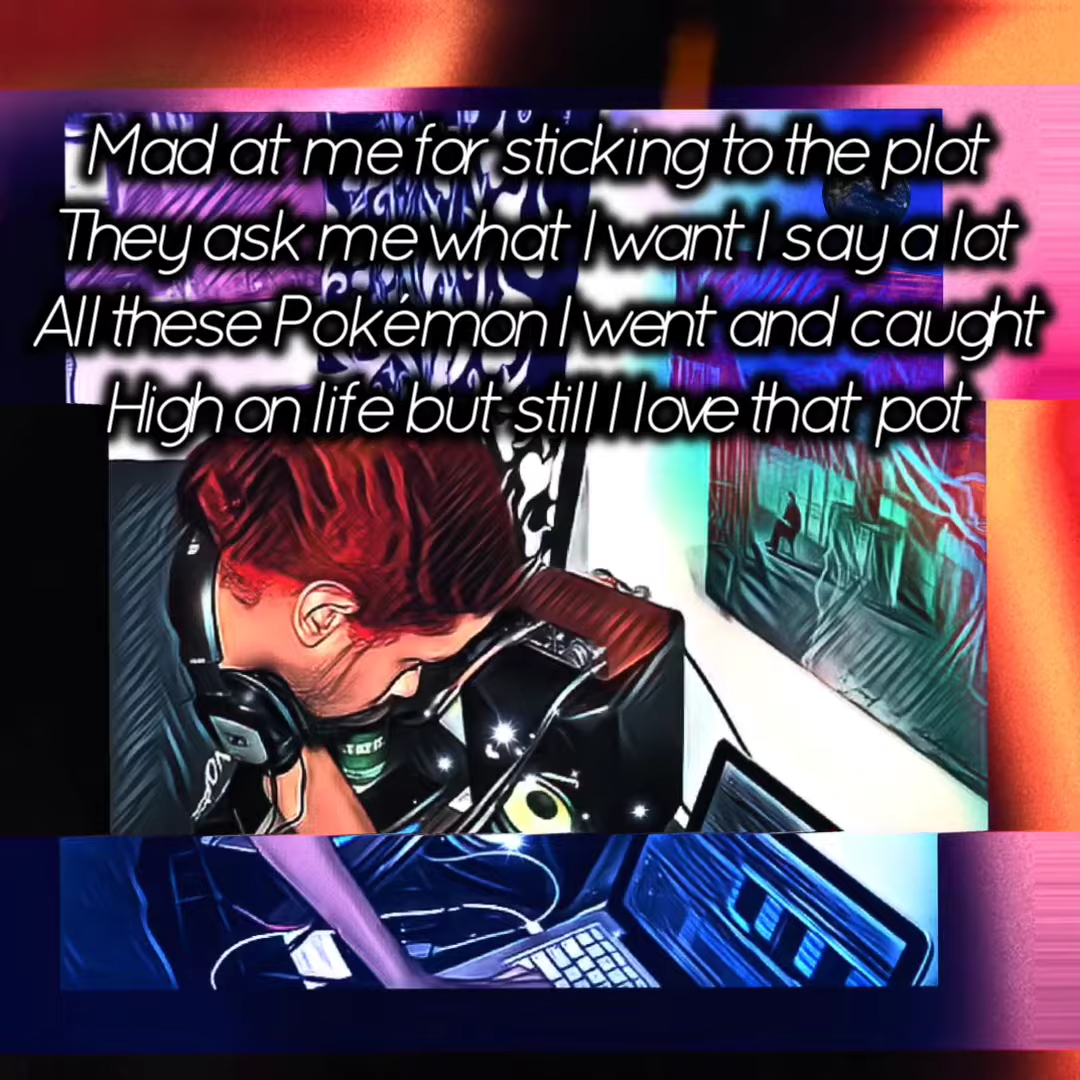 Mad at me for sticking to the plot
They ask me what I want I say a lot
All these Pokémon I went and caught
High on life but still I love that pot